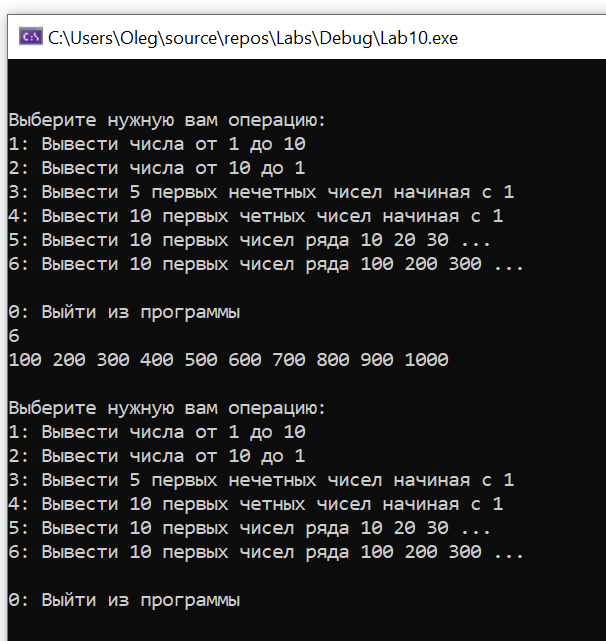 C:\Users\Oleg\source\repos\Labs\Debug\Lab10.exe
Выберите нужную вам операцию:
1: Вывести числа от 1 до 10
2: Вывести числа от 10 до 1
3: Вывести 5 первых нечетных чисел начиная с 1
4: Вывести 10 первых четных чисел начиная с 1
5: Вывести 10 первых чисел ряда 10 20 30 ...
6: Вывести 10 первых чисел ряда 100 200 300 ...
0: Выйти из программы
6
100 200 300 400 500 600 700 800 900 1000
Выберите нужную вам операцию:
1: Вывести числа от 1 до 10
2: Вывести числа от 10 до 1
3: Вывести 5 первых нечетных чисел начиная с 1
4: Вывести 10 первых четных чисел начиная с 1
5: Вывести 10 первых чисел ряда 10 20 30 ...
6: Вывести 10 первых чисел ряда 100 200 300 ...
0: Выйти из программы